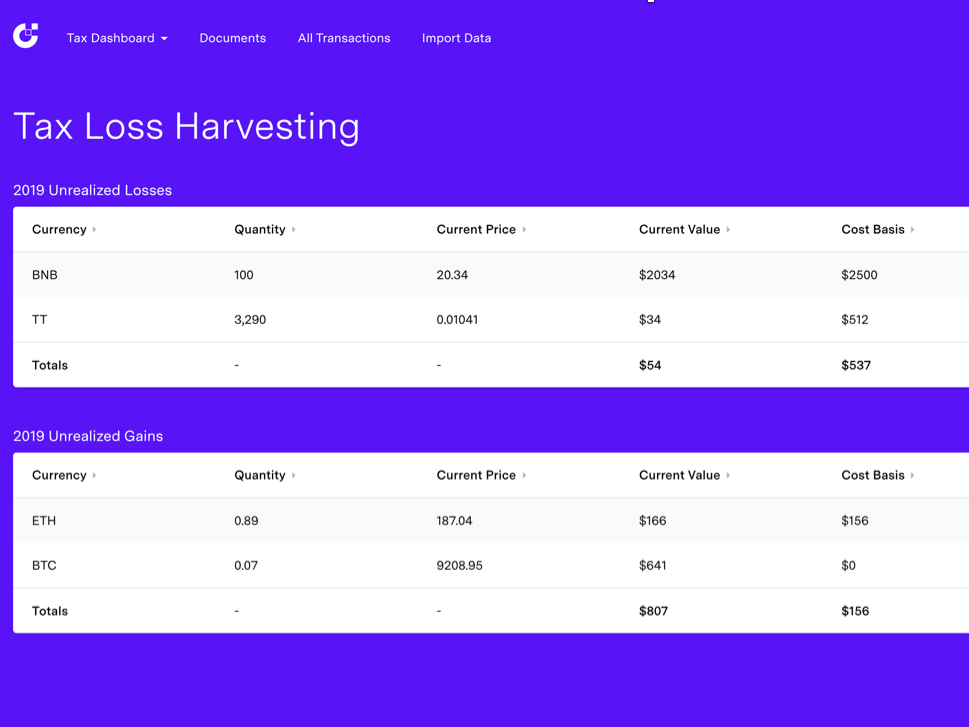 Tax Dashboard Documents All Transactions Import Data
Tax Loss Harvesting
2019 Unrealized Losses
Currency Quantity Current Price Current Value Cost Basis
BNB 100 20.34 $2034 $2500
TT 3,290 0.01041 $34 $512
Totals - - $54 $537
2019 Unrealized Gains
Currency Quantity Current Price Current Value Cost Basis
ETH 0.89 187.04 $166 $156
BTC 0.07 9208.95 $641 $0
Totals - - $807 $156